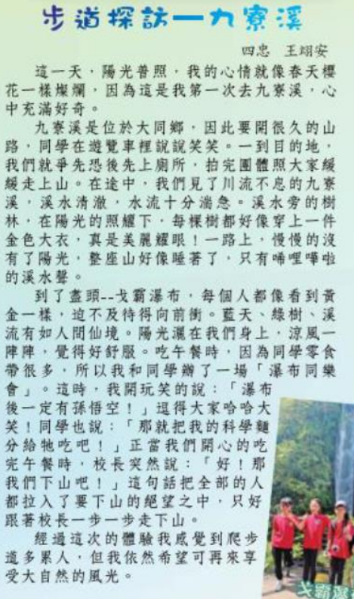 步道探訪—九寮溪
四忠 王翊安
這一天，陽光普照，我的心情就像春天櫻
花一樣燦爛，因為這是我第一次去九寮溪，心
中充滿好奇。
九寮溪是位於大同鄉，因此要開很久的山
路，同學在遊覽車裡說說笑笑。一到目的地，
我們就爭先恐後上廁所，拍完團體照大家緩
緩走上山。在途中，我們見了川流不息的九寮
溪，溪水清澈，水流十分湍急。溪水旁的樹
林，在陽光的照耀下，每棵樹都好像穿上一件
金色大衣，真是美麗耀眼！一路上，慢慢的沒
有了陽光，整座山好像睡著了，只有唏哩嘩啦
的溪水聲。
到了盡頭--戈霸瀑布，每個人都像看到黃
金一樣，迫不及待得向前衝。藍天、綠樹、溪
流有如人間仙境。陽光灑在我們身上，涼風一
陣陣，覺得好舒服。吃午餐時，因為同學零食
帶很多，所以我和同學辦了一場「瀑布同樂
會」。這時，我開玩笑的說：「瀑布
後一定有孫悟空！」逗得大家哈哈大
笑！同學也說：「那就把我的科學麵
分給牠吃吧！」正當我們開心的吃
完午餐時，校長突然說：「好！那
我們下山吧！」這句話把全部的人
都拉入了要下山的絕望之中，只好
跟著校長一步一步走下山。
經過這次的體驗我感覺到爬步
道多累人，但我依然希望可再來享
受大自然的風光。
戈霸瀑